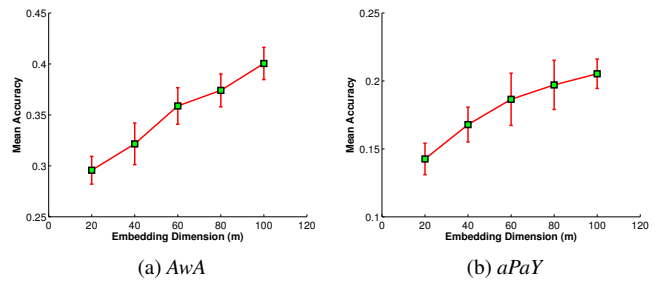 0.45
0.4
0.35
0.3
0.25
Mean Accuracy
0 20 40 60 80 100 120
Embedding Dimension (m)
(a) AwA
0.25
0.2
0.15
0.1
Mean Accuracy
0 20 40 60 80 100 120
Embedding Dimension (m)
(b) aPaY